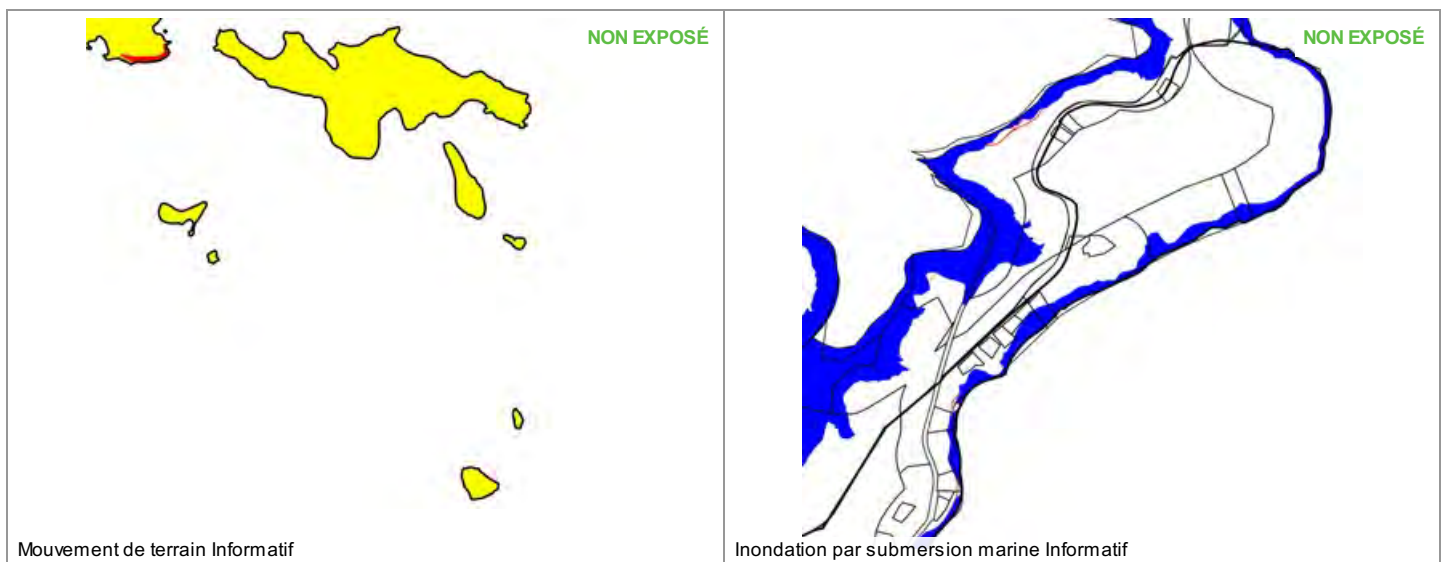 NON EXPOSÉ
Mouvement de terrain Informatif
NON EXPOSÉ
Inondation par submersion marine Informatif